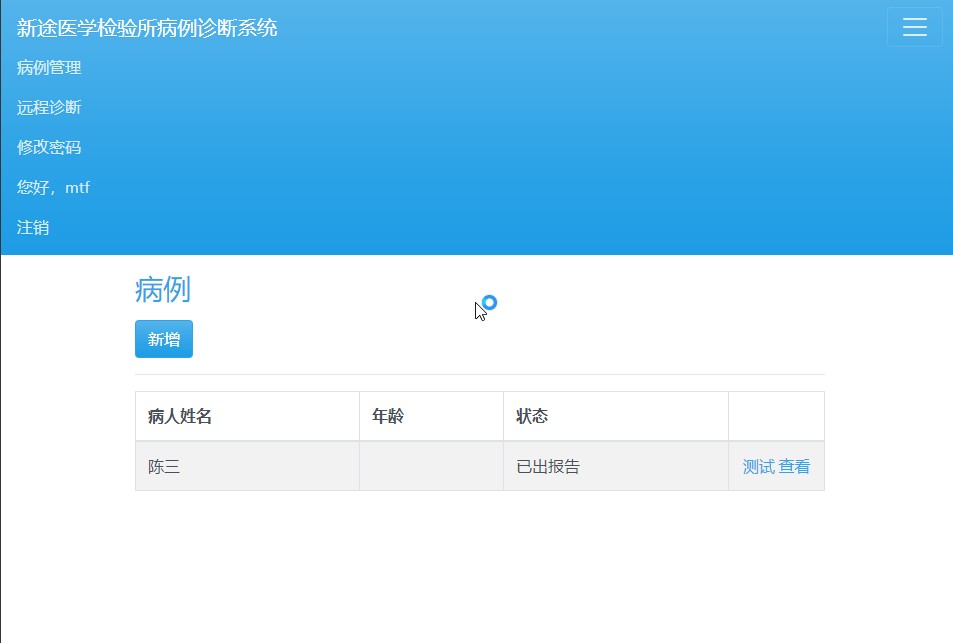 新途医学检验所病例诊断系统
病例管理
远程诊断
修改密码
您好，mtf
注销
病例
新增
病人姓名 年龄 状态
陈三 已出报告 测试 查看